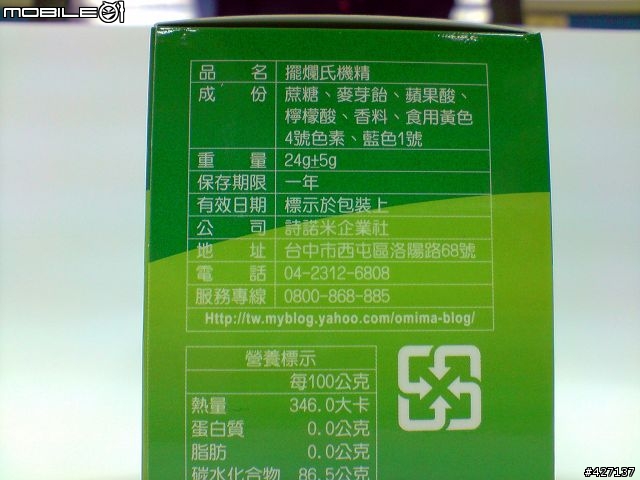 MOBILE01
品名 擺爛氏機精
成份 蔗糖、麥芽飴、蘋果酸、
檸檬酸、香料、食用黃色
4號色素、藍色1號
重量 24g±5g
保存期限 一年
有效日期 標示於包裝上
公司 詩諾米企業社
地址 台中市西屯區洛陽路68號
電話 04-2312-6808
服務專線 0800-868-885
Http://tw.myblog.yahoo.com/omima-blog/
營養標示
每100公克
熱量 346.0大卡
蛋白質 0.0公克
脂肪 0.0公克
碳水化合物 86.5公克
#427137